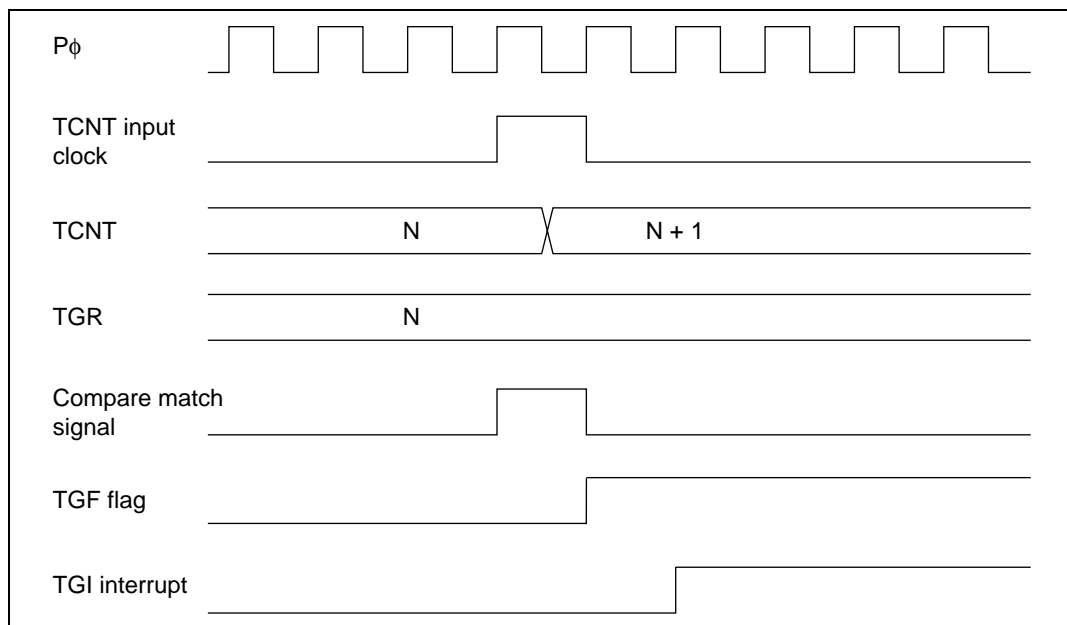 Pϕ
TCNT input
clock
TCNT
N
N + 1
TGR
N
Compare match
signal
TGF flag
TGI interrupt